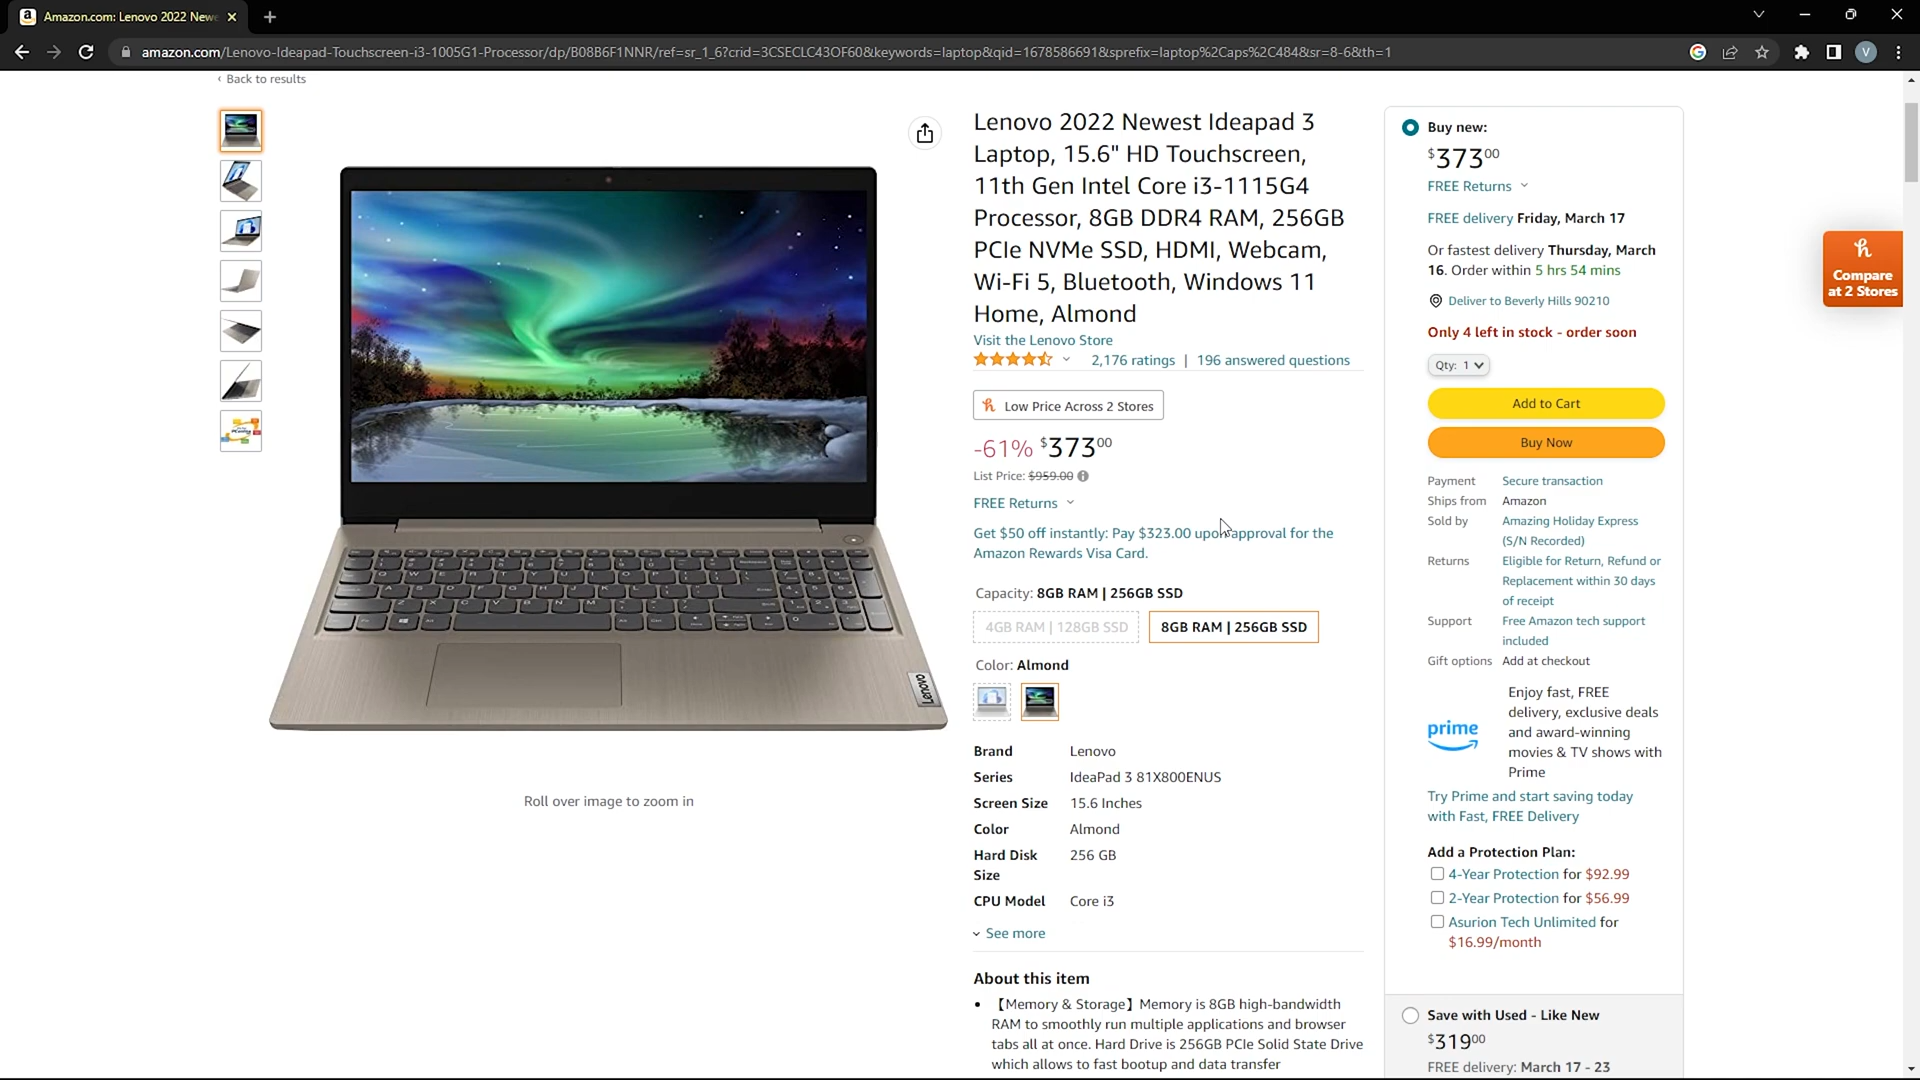 Amazon.com: Lenovo 2022 Newe
amazon.com/Lenovo-Ideapad-Touchscreen-i3-1005G1-Processor/dp/B08B6F1NNR/ref=sr_1_6?crid=3CSECLC43OF60&keywords=laptop&qid=1678586691&sprefix=laptop%2Caps%2C484&sr=8-6&th=1
V
‹ Back to results
Lenovo 2022 Newest Ideapad 3
Laptop, 15.6" HD Touchscreen,
11th Gen Intel Core i3-1115G4
Processor, 8GB DDR4 RAM, 256GB
PCIe NVMe SSD, HDMI, Webcam,
Wi-Fi 5, Bluetooth, Windows 11
Home, Almond
Visit the Lenovo Store
2,176 ratings | 196 answered questions
Low Price Across 2 Stores
-61% $373 00
List Price: $959.00
FREE Returns
Get $50 off instantly: Pay $323.00 upon approval for the
Amazon Rewards Visa Card.
Capacity: 8GB RAM | 256GB SSD
4GB RAM | 128GB SSD 8GB RAM | 256GB SSD
Color: Almond
Brand Lenovo
Series IdeaPad 3 81X800ENUS
Screen Size 15.6 Inches
Color Almond
Hard Disk 256 GB
Size
CPU Model Core i3
See more
About this item
• 【Memory & Storage】Memory is 8GB high-bandwidth
RAM to smoothly run multiple applications and browser
tabs all at once. Hard Drive is 256GB PCIe Solid State Drive
which allows to fast bootup and data transfer
Lenovo
Roll over image to zoom in
Buy new:
$373 00
FREE Returns
FREE delivery Friday, March 17
Or fastest delivery Thursday, March
16. Order within 5 hrs 54 mins
Deliver to Beverly Hills 90210
Only 4 left in stock - order soon
Qty: 1
Add to Cart
Buy Now
Payment Secure transaction
Ships from Amazon
Sold by Amazing Holiday Express
(S/N Recorded)
Returns Eligible for Return, Refund or
Replacement within 30 days
of receipt
Support Free Amazon tech support
included
Gift options Add at checkout
prime
Enjoy fast, FREE
delivery, exclusive deals
and award-winning
movies & TV shows with
Prime
Try Prime and start saving today
with Fast, FREE Delivery
Add a Protection Plan:
4-Year Protection for $92.99
2-Year Protection for $56.99
Asurion Tech Unlimited for
$16.99/month
Save with Used - Like New
$319 00
FREE delivery: March 17 - 23
Compare
at 2 Stores